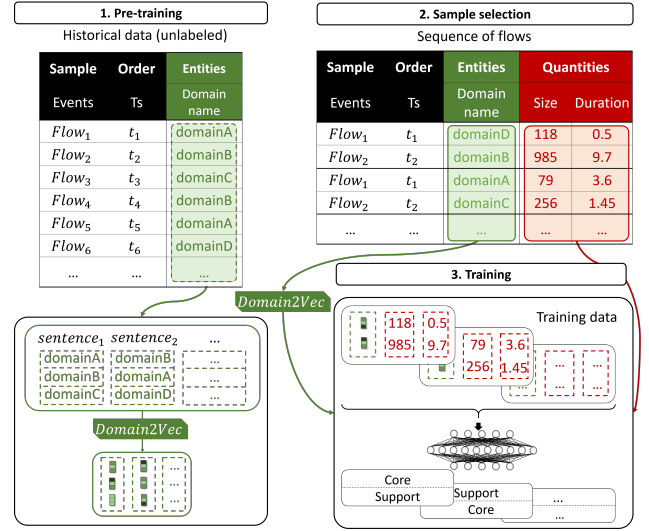 1. Pre-training
Historical data (unlabeled)
Sample Order Entities
Events Ts Domain name
Flow₁ t₁ domainA
Flow₂ t₂ domainB
Flow₃ t₃ domainC
Flow₄ t₄ domainB
Flow₅ t₅ domainA
Flow₆ t₆ domainD
... ... ...
sentence₁ sentence₂ ...
domainA domainB
domainB domainA ...
domainC domainD
Domain2Vec
...
...
...
2. Sample selection
Sequence of flows
Sample Order Entities Quantities
Events Ts Domain name Size Duration
Flow₁ t₁ domainD 118 0.5
Flow₂ t₂ domainB 985 9.7
Flow₁ t₁ domainA 79 3.6
Flow₂ t₂ domainC 256 1.45
... ... ... ... ...
Domain2Vec
3. Training
Training data
118 0.5
985 9.7
79 3.6
256 1.45
... ... ...
... ...
Core
Support
Support
Core
...
...